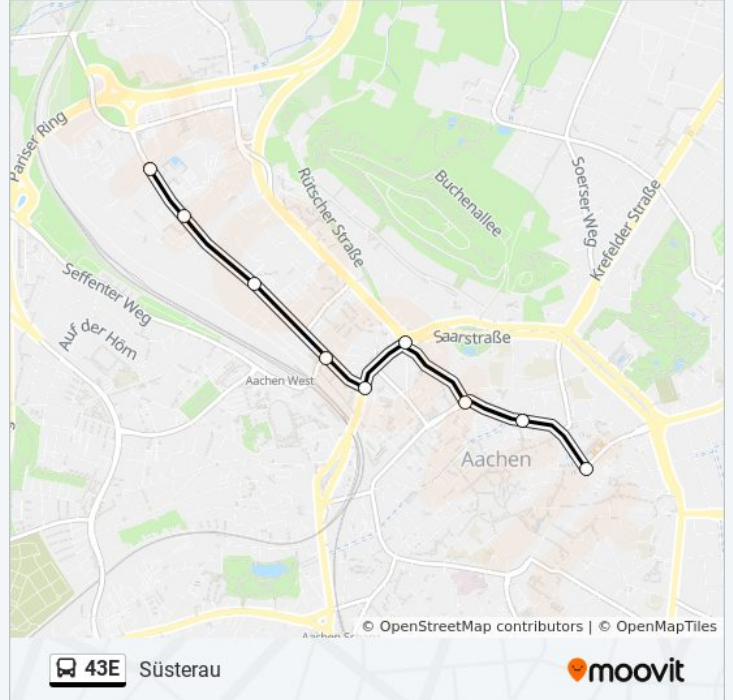 Pariser Ring
Rütscher Straße
Buchenallee
Soerser Weg
Krefelder Straße
Seffenter Weg
Auf der Hörn
Saarstraße
Aachen West
Aachen
© OpenStreetMap contributors | © OpenMapTiles
43E Süsterau
moovit